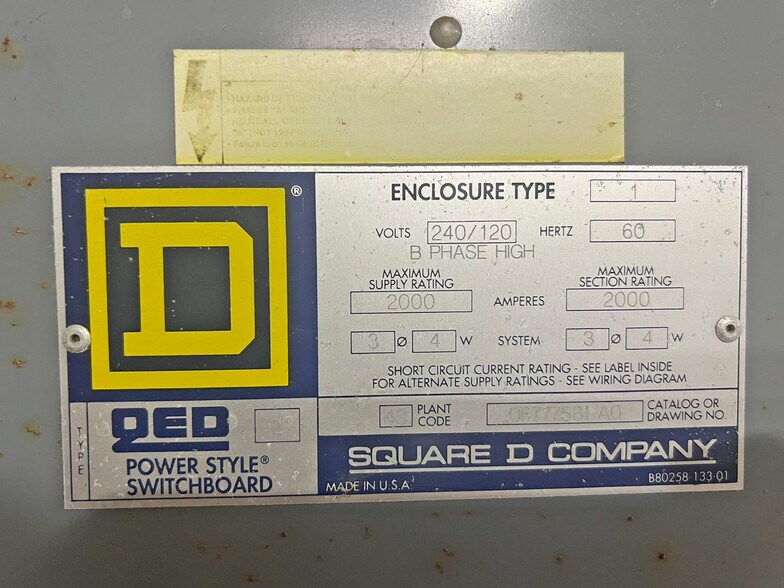 ENCLOSURE TYPE 1
VOLTS 240/120 HERTZ 60
B PHASE HIGH
MAXIMUM SUPPLY RATING
2000
AMPERES
MAXIMUM SECTION RATING
2000
3 Ø 4 W SYSTEM 3 Ø 4 W
SHORT CIRCUIT CURRENT RATING - SEE LABEL INSIDE
FOR ALTERNATE SUPPLY RATINGS - SEE WIRING DIAGRAM
D ®
TYPE
QED
POWER STYLE®
SWITCHBOARD
PLANT CODE
CATALOG OR DRAWING NO.
SQUARE D COMPANY
MADE IN U.S.A.
B80258-133-01